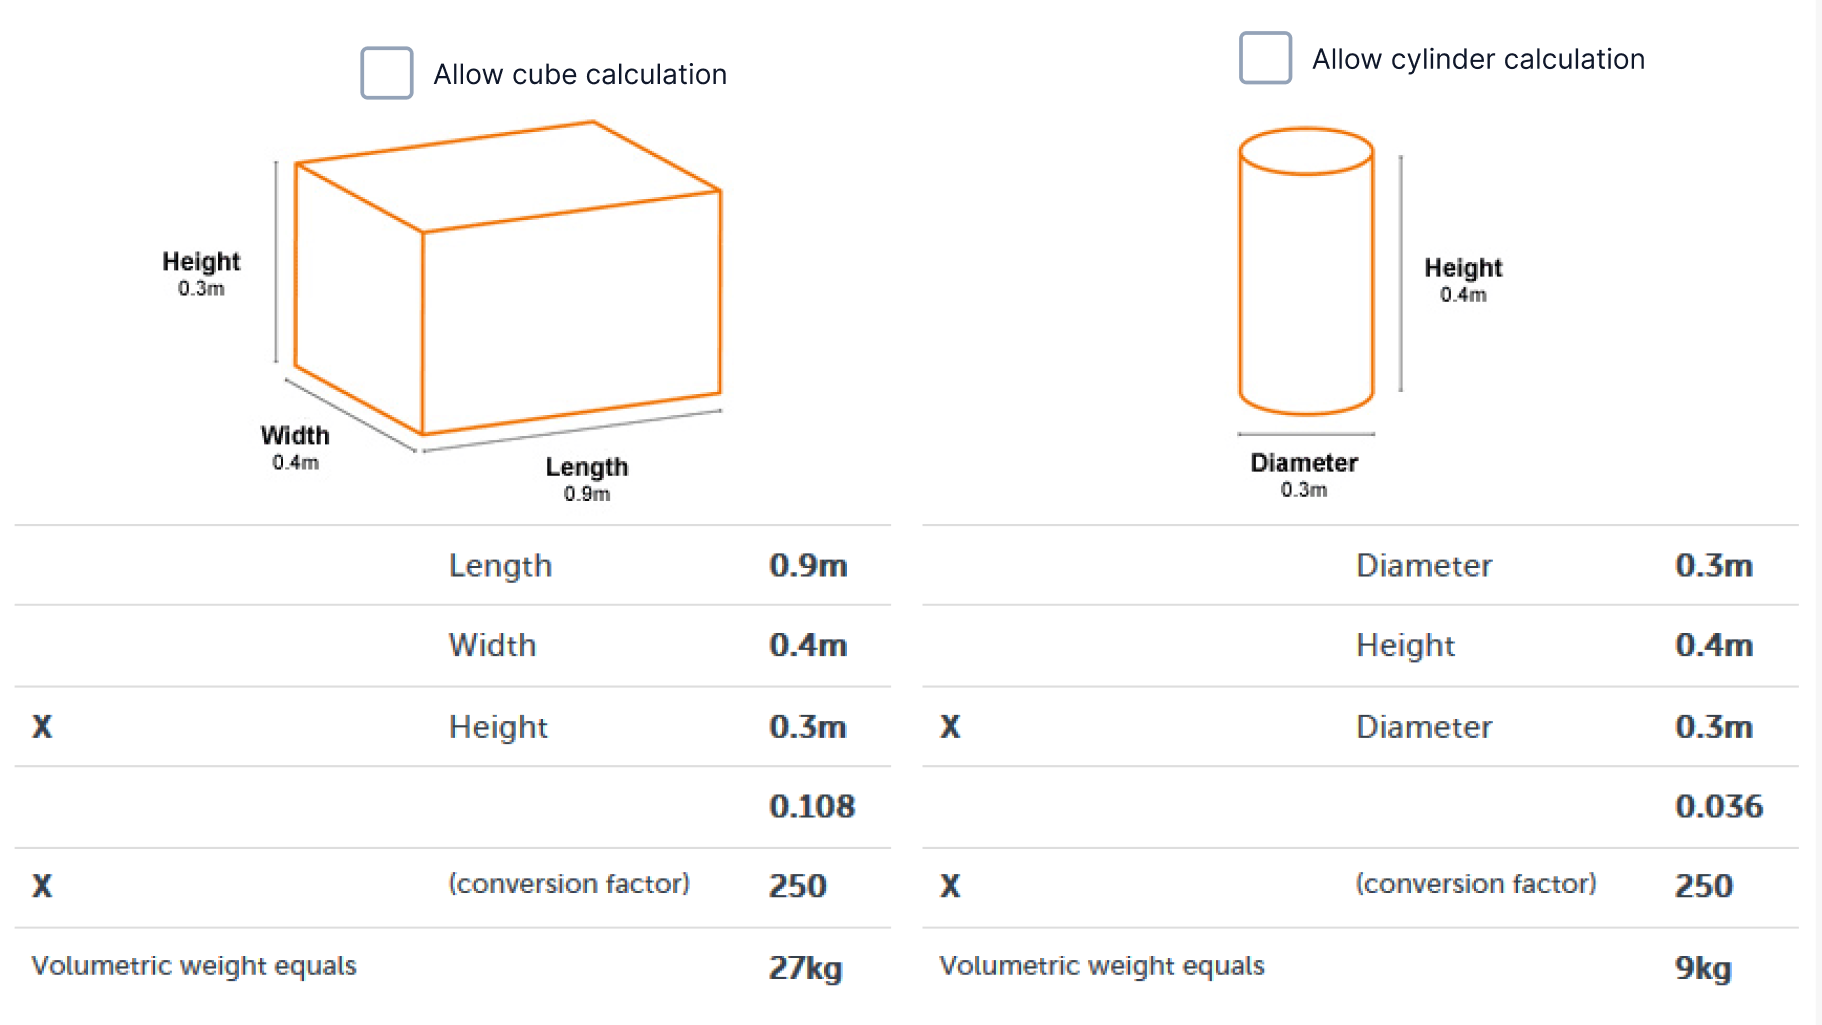 Allow cube calculation
Height
0.3m
Width
0.4m
Length
0.9m
Length 0.9m
Width 0.4m
X Height 0.3m
0.108
X (conversion factor) 250
Volumetric weight equals 27kg
Allow cylinder calculation
Height
0.4m
Diameter
0.3m
Diameter 0.3m
Height 0.4m
X Diameter 0.3m
0.036
X (conversion factor) 250
Volumetric weight equals 9kg